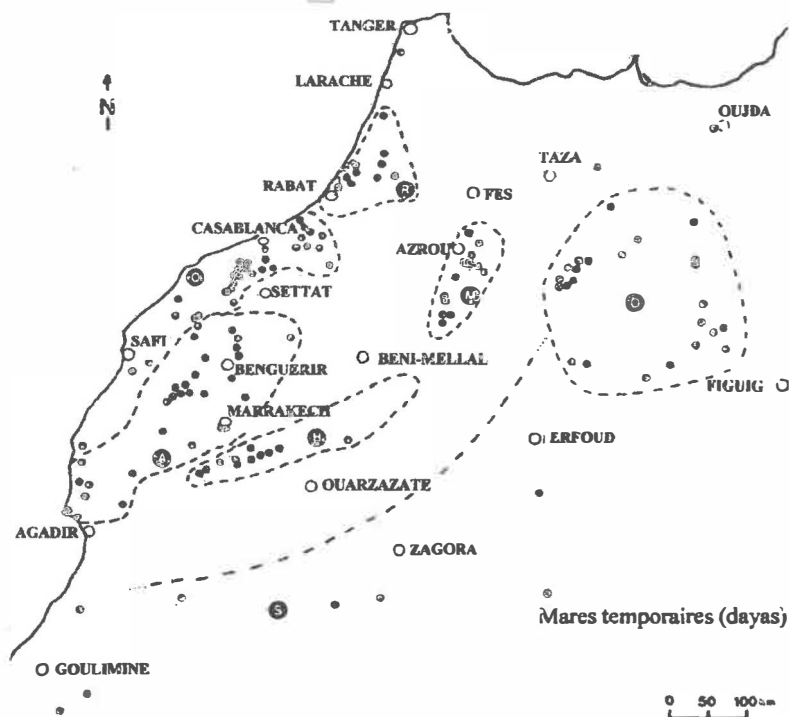 TANGER
N
LARACHE
OUJDA
TAZA
RABAT
R
FES
CASABLANCA
AZROU
O
M
SETTAT
SAFI
BENI-MELLAL
BENGUERIR
FIGUIG
MARRAKECH
H
ERFOUD
A
OUARZAZATE
AGADIR
ZAGORA
S
Mares temporaires (dayas)
GOULIMINE
0 50 100 km